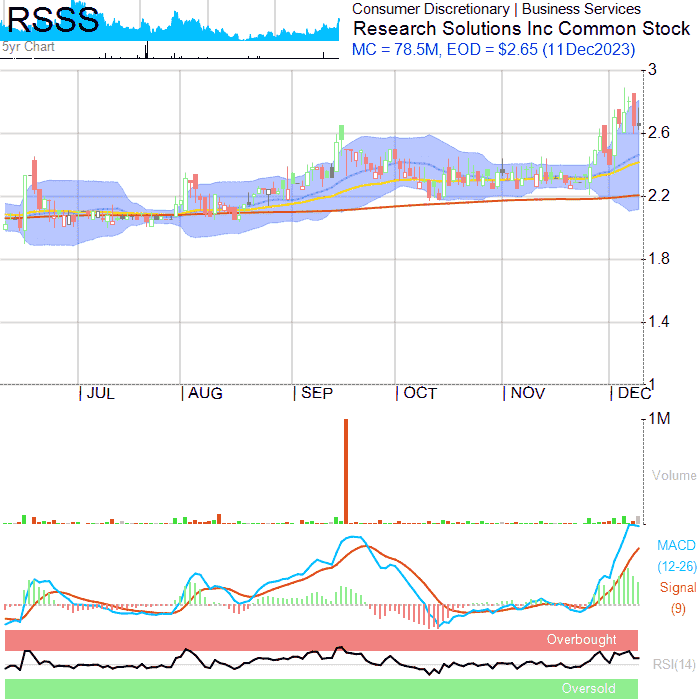 RSSS
5yr Chart
Consumer Discretionary | Business Services
Research Solutions Inc Common Stock
MC = 78.5M, EOD = $2.65 (11Dec2023)
3
2.6
2.2
1.8
1.4
1
| JUL | AUG | SEP | OCT | NOV | DEC
1M
Volume
MACD
(12-26)
Signal
(9)
Overbought
RSI(14)
Oversold